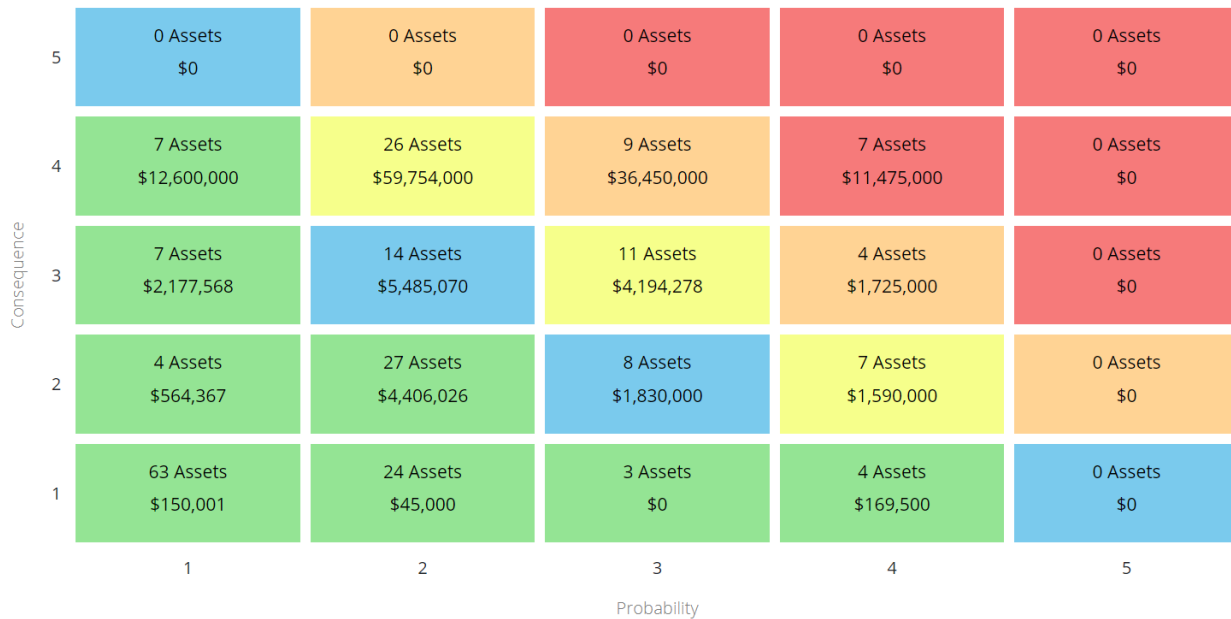 0 Assets
$0
0 Assets
$0
0 Assets
$0
0 Assets
$0
0 Assets
$0
5
7 Assets
$12,600,000
26 Assets
$59,754,000
9 Assets
$36,450,000
7 Assets
$11,475,000
0 Assets
$0
4
7 Assets
$2,177,568
14 Assets
$5,485,070
11 Assets
$4,194,278
4 Assets
$1,725,000
0 Assets
$0
3
Consequence
4 Assets
$564,367
27 Assets
$4,406,026
8 Assets
$1,830,000
7 Assets
$1,590,000
0 Assets
$0
2
63 Assets
$150,001
24 Assets
$45,000
3 Assets
$0
4 Assets
$169,500
0 Assets
$0
1
1
2
3
4
5
Probability